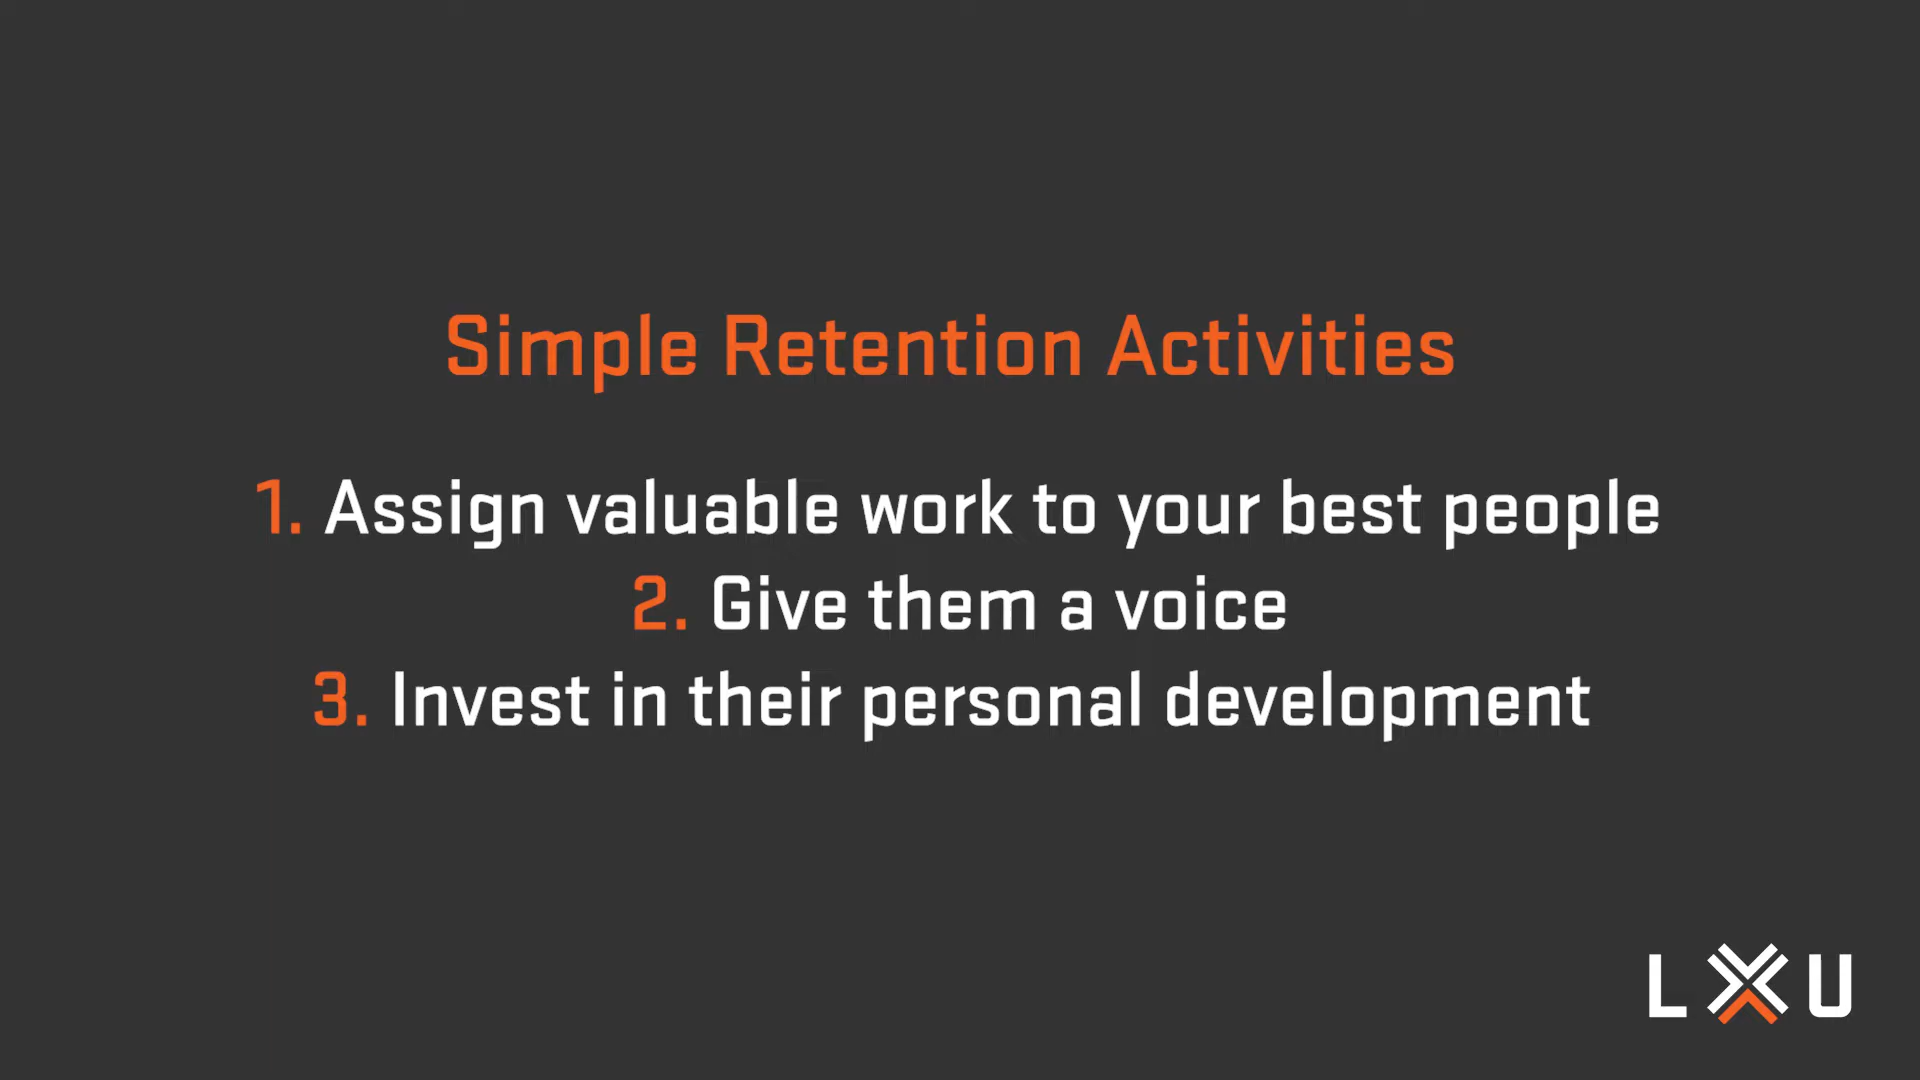 Simple Retention Activities
1. Assign valuable work to your best people
2. Give them a voice
3. Invest in their personal development
LXU